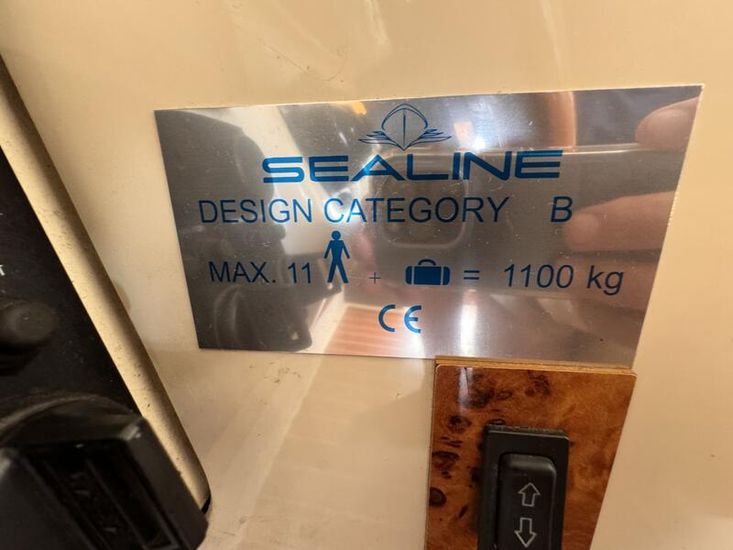 SEALINE
DESIGN CATEGORY B
MAX. 11 + = 1100 kg
CE